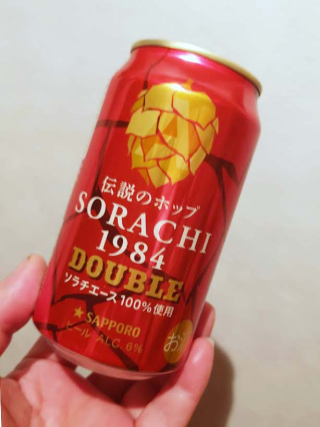 伝説のホップ
SORACHI
1984
DOUBLE
ソラチエース100%使用
★SAPPORO
ビール ALC. 6%
お